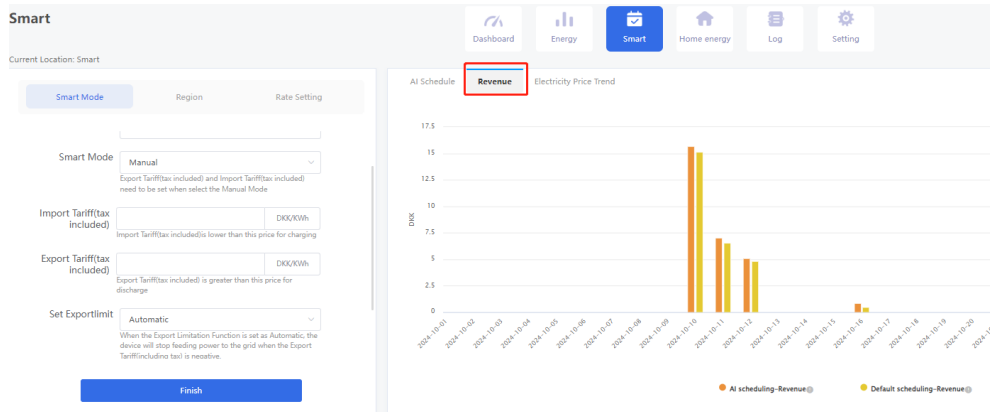 Smart
Dashboard
Energy
Smart
Home energy
Log
Setting
Current Location: Smart
Smart Mode
Region
Rate Setting
Smart Mode
Manual
Export Tariff(tax included) and Import Tariff(tax included)
need to be set when select the Manual Mode
Import Tariff(tax
included)
DKK/KWh
Import Tariff(tax included)is lower than this price for charging
Export Tariff(tax
included)
DKK/KWh
Export Tariff(tax included) is greater than this price for
discharge
Set Exportlimit
Automatic
When the Export Limitation Function is set as Automatic, the
device will stop feeding power to the grid when the Export
Tariff(including tax) is negative.
Finish
AI Schedule
Revenue
Electricity Price Trend
17.5
15
12.5
10
7.5
5
2.5
0
DKK
2024-10-01
2024-10-02
2024-10-03
2024-10-04
2024-10-05
2024-10-06
2024-10-07
2024-10-08
2024-10-09
2024-10-10
2024-10-11
2024-10-12
2024-10-13
2024-10-14
2024-10-15
2024-10-16
2024-10-17
2024-10-18
2024-10-19
2024-10-20
2024-10-
AI scheduling-Revenue
Default scheduling-Revenue